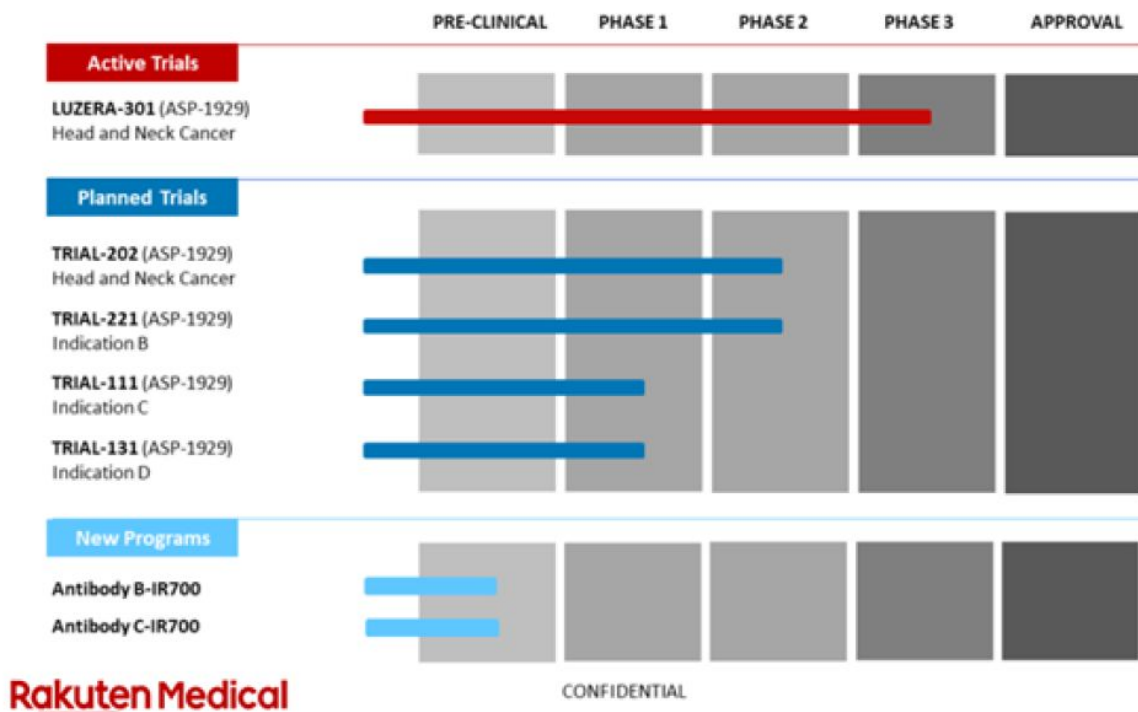 PRE-CLINICAL PHASE 1 PHASE 2 PHASE 3 APPROVAL
Active Trials
LUZERA-301 (ASP-1929)
Head and Neck Cancer
Planned Trials
TRIAL-202 (ASP-1929)
Head and Neck Cancer
TRIAL-221 (ASP-1929)
Indication B
TRIAL-111 (ASP-1929)
Indication C
TRIAL-131 (ASP-1929)
Indication D
New Programs
Antibody B-IR700
Antibody C-IR700
Rakuten Medical
CONFIDENTIAL